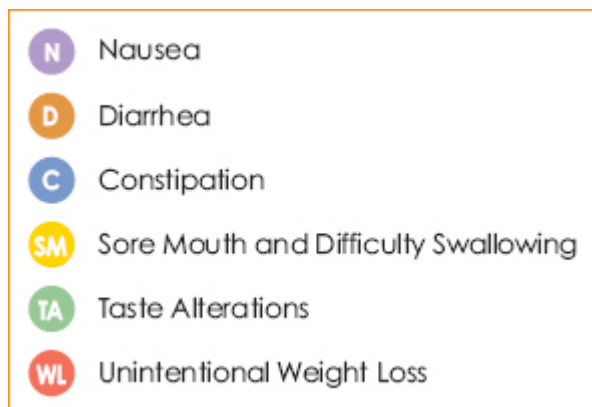 N Nausea
D Diarrhea
C Constipation
SM Sore Mouth and Difficulty Swallowing
TA Taste Alterations
WL Unintentional Weight Loss